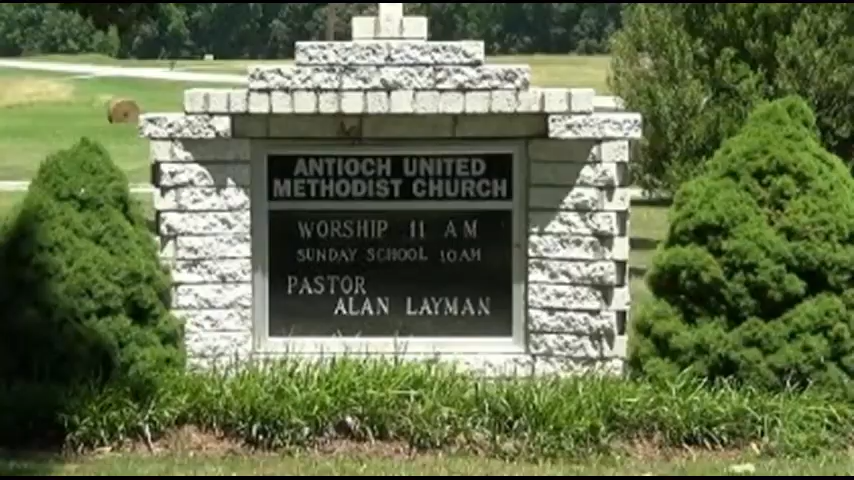 ANTIOCH UNITED
METHODIST CHURCH
WORSHIP 11 AM
SUNDAY SCHOOL 10AM
PASTOR
ALAN LAYMAN